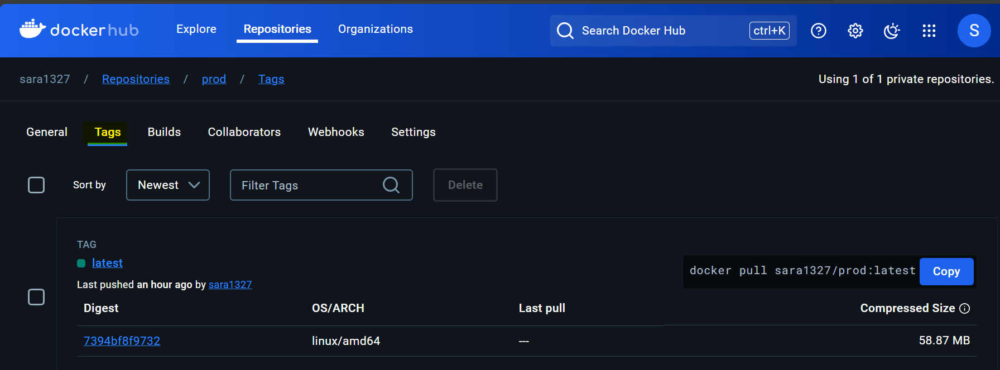 dockerhub Explore Repositories Organizations Search Docker Hub ctrl+K S
sara1327 / Repositories / prod / Tags Using 1 of 1 private repositories.
General Tags Builds Collaborators Webhooks Settings
Sort by Newest Filter Tags Delete
TAG
latest
docker pull sara1327/prod:latest Copy
Last pushed an hour ago by sara1327
Digest OS/ARCH Last pull Compressed Size
7394bf8f9732 linux/amd64 --- 58.87 MB